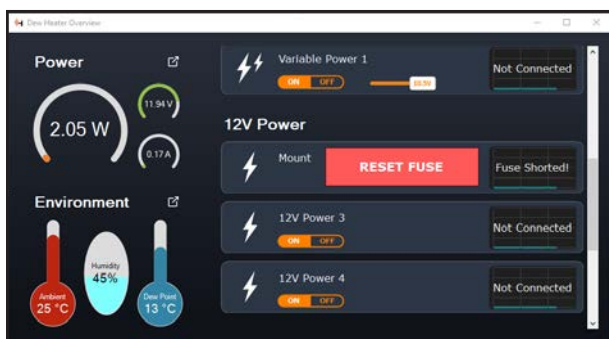 Dew Heater Overview
Power
2.05 W
11.94 V
0.17 A
Environment
Ambient
25 °C
Humidity
45%
Dew Point
13 °C
Variable Power 1
ON OFF
Not Connected
12V Power
Mount
RESET FUSE
Fuse Shorted!
12V Power 3
ON OFF
Not Connected
12V Power 4
ON OFF
Not Connected